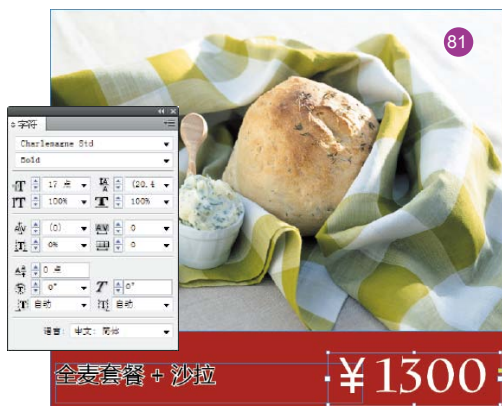 81
字符
Charlemagne Std
Bold
17 点
(20.4
100%
100%
(0)
0
0%
0
0 点
0°
0°
自动
自动
语言: 中文: 简体
全麦套餐 + 沙拉
¥ 1300